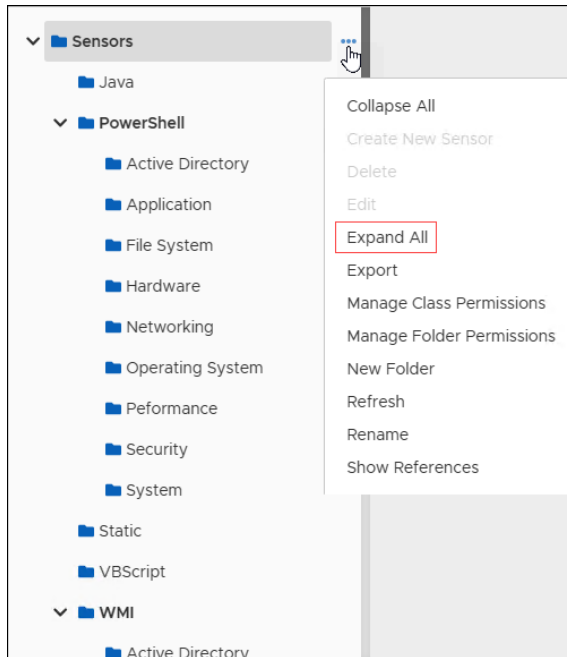 Sensors
Java
PowerShell
Active Directory
Application
File System
Hardware
Networking
Operating System
Peformance
Security
System
Static
VBScript
WMI
Active Directory
Collapse All
Create New Sensor
Delete
Edit
Expand All
Export
Manage Class Permissions
Manage Folder Permissions
New Folder
Refresh
Rename
Show References